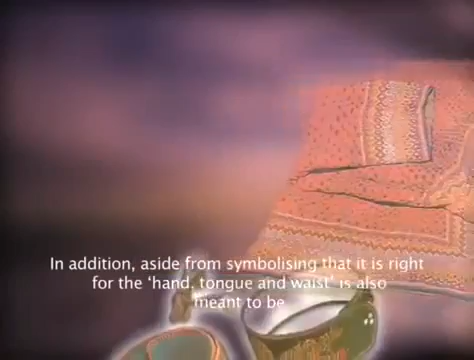 In addition, aside from symbolising that it is right
for the ‘hand, tongue and waist’ is also
meant to be